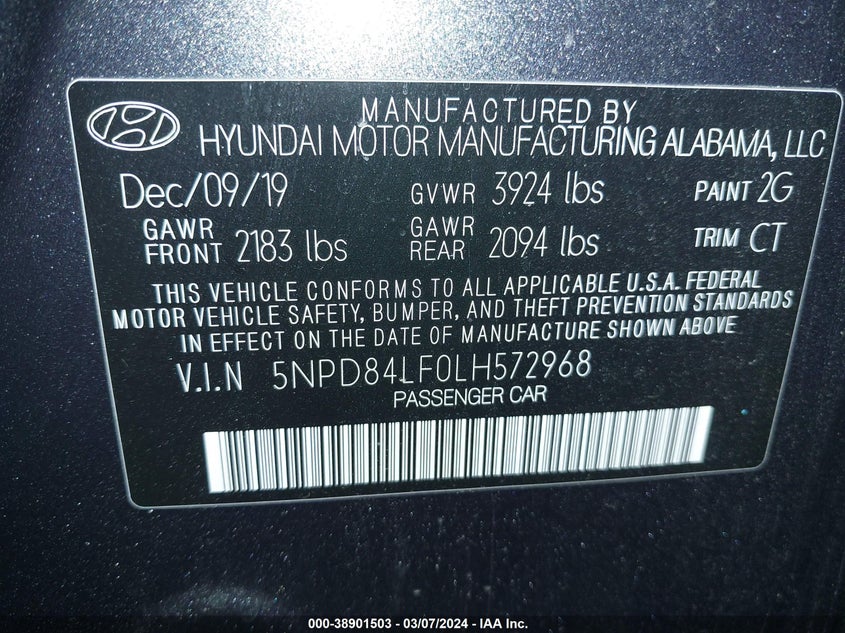 MANUFACTURED BY
HYUNDAI MOTOR MANUFACTURING ALABAMA, LLC
Dec/09/19 GVWR 3924 lbs PAINT 2G
GAWR FRONT 2183 lbs GAWR REAR 2094 lbs TRIM CT
THIS VEHICLE CONFORMS TO ALL APPLICABLE U.S.A. FEDERAL
MOTOR VEHICLE SAFETY, BUMPER, AND THEFT PREVENTION STANDARDS
IN EFFECT ON THE DATE OF MANUFACTURE SHOWN ABOVE
V.I.N 5NPD84LF0LH572968
PASSENGER CAR
000-38901503 - 03/07/2024 - IAA Inc.